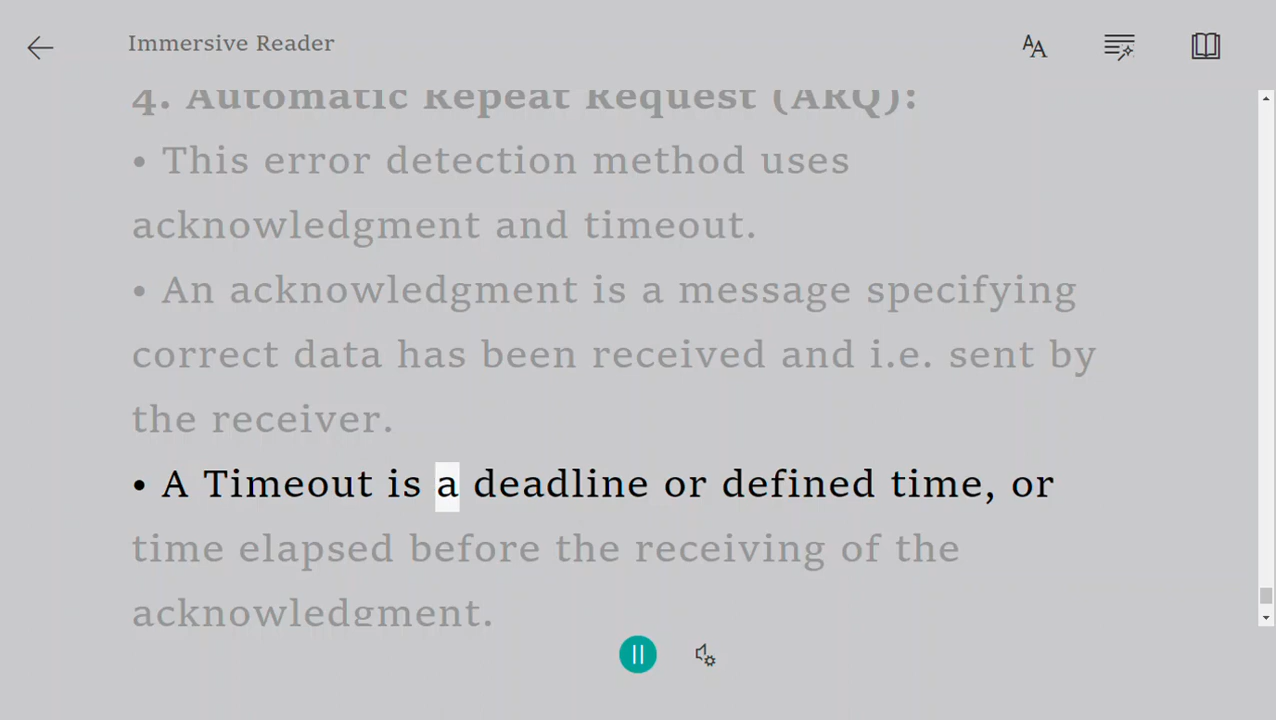 Immersive Reader
4. Automatic Repeat Request (ARQ):
• This error detection method uses
acknowledgment and timeout.
• An acknowledgment is a message specifying
correct data has been received and i.e. sent by
the receiver.
• A Timeout is a deadline or defined time, or
time elapsed before the receiving of the
acknowledgment.